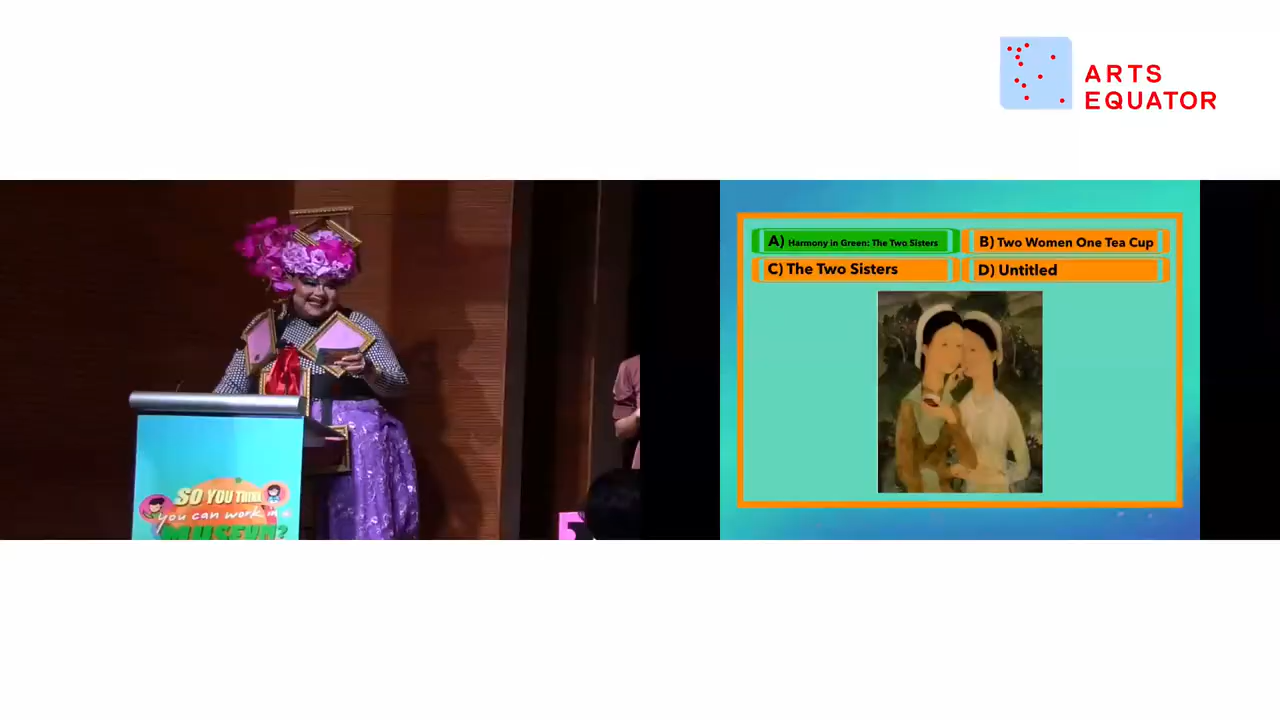 ARTS
EQUATOR
A) Harmony in Green: The Two Sisters
B) Two Women One Tea Cup
C) The Two Sisters
D) Untitled
SO YOU THINK
you can work in a
MUSEUM?
5